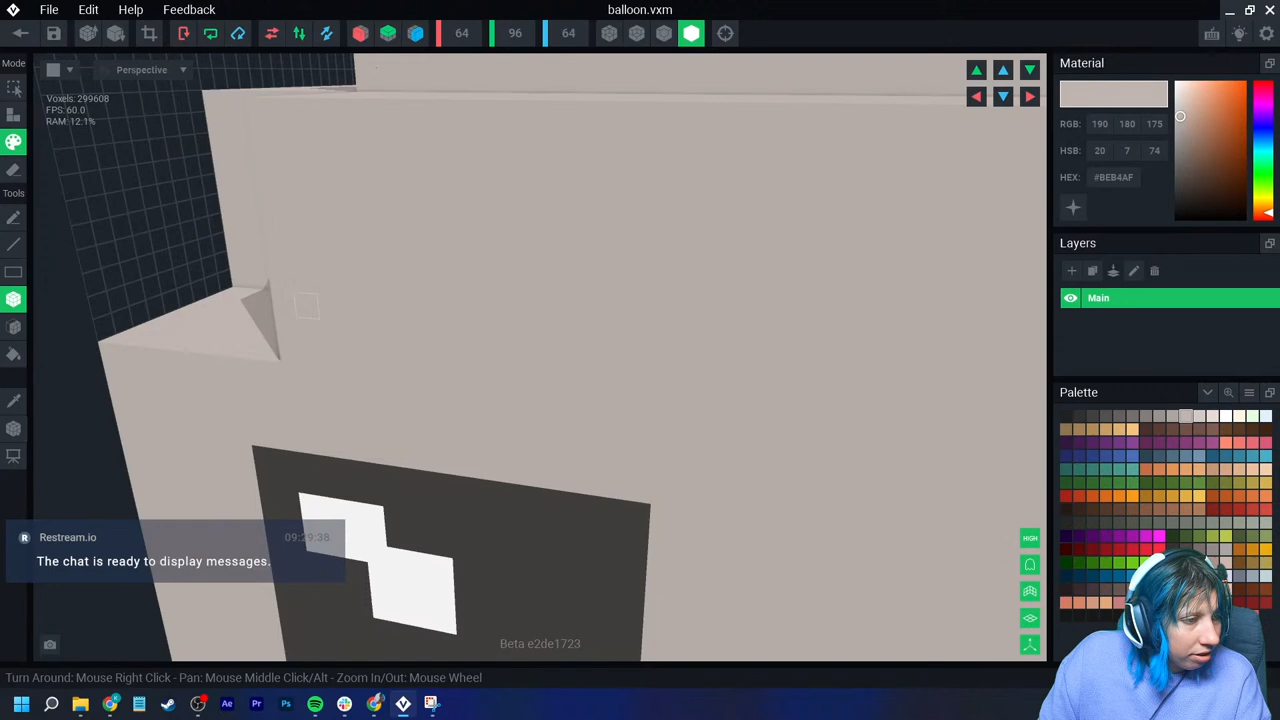 File Edit Help Feedback balloon.vxm
64 96 64
Mode
Perspective
Voxels: 299608
FPS: 60.0
RAM: 12.1%
Tools
Material
RGB: 190 180 175
HSB: 20 7 74
HEX: #BEB4AF
Layers
Main
Palette
HIGH
R Restream.io 09:29:38
The chat is ready to display messages.
Beta e2de1723
Turn Around: Mouse Right Click - Pan: Mouse Middle Click/Alt - Zoom In/Out: Mouse Wheel
Ae Pr Ps